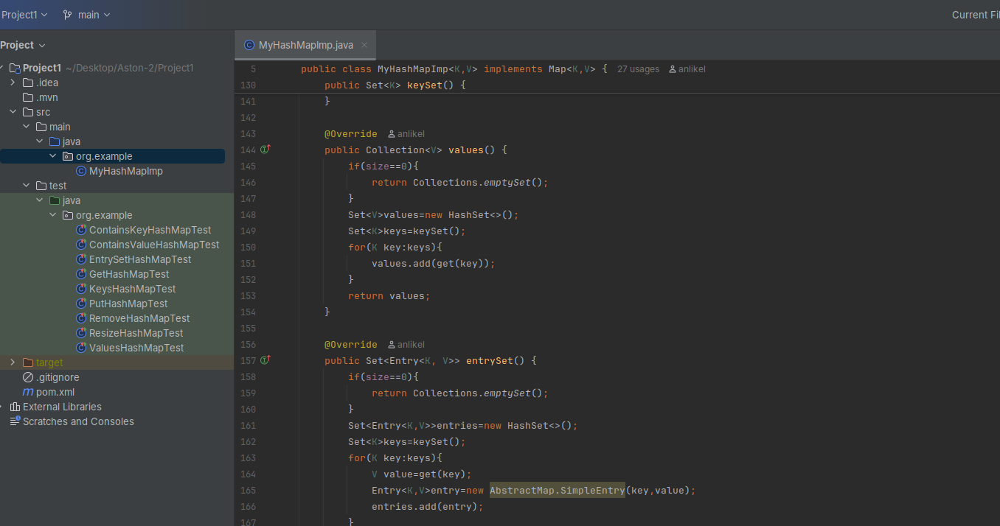 Project1 main Current Fil
Project
MyHashMapImp.java
Project1 ~/Desktop/Aston-2/Project1
.idea
.mvn
src
main
java
org.example
MyHashMapImp
test
java
org.example
ContainsKeyHashMapTest
ContainsValueHashMapTest
EntrySetHashMapTest
GetHashMapTest
KeysHashMapTest
PutHashMapTest
RemoveHashMapTest
ResizeHashMapTest
ValuesHashMapTest
target
.gitignore
pom.xml
External Libraries
Scratches and Consoles
5 public class MyHashMapImp<K,V> implements Map<K,V> { 27 usages anlikel
130 public Set<K> keySet() {
141 }
142
143 @Override anlikel
144 public Collection<V> values() {
145 if(size==0){
146 return Collections.emptySet();
147 }
148 Set<V>values=new HashSet<>();
149 Set<K>keys=keySet();
150 for(K key:keys){
151 values.add(get(key));
152 }
153 return values;
154 }
155
156 @Override anlikel
157 public Set<Entry<K, V>> entrySet() {
158 if(size==0){
159 return Collections.emptySet();
160 }
161 Set<Entry<K,V>>entries=new HashSet<>();
162 Set<K>keys=keySet();
163 for(K key:keys){
164 V value=get(key);
165 Entry<K,V>entry=new AbstractMap.SimpleEntry(key,value);
166 entries.add(entry);
167 }